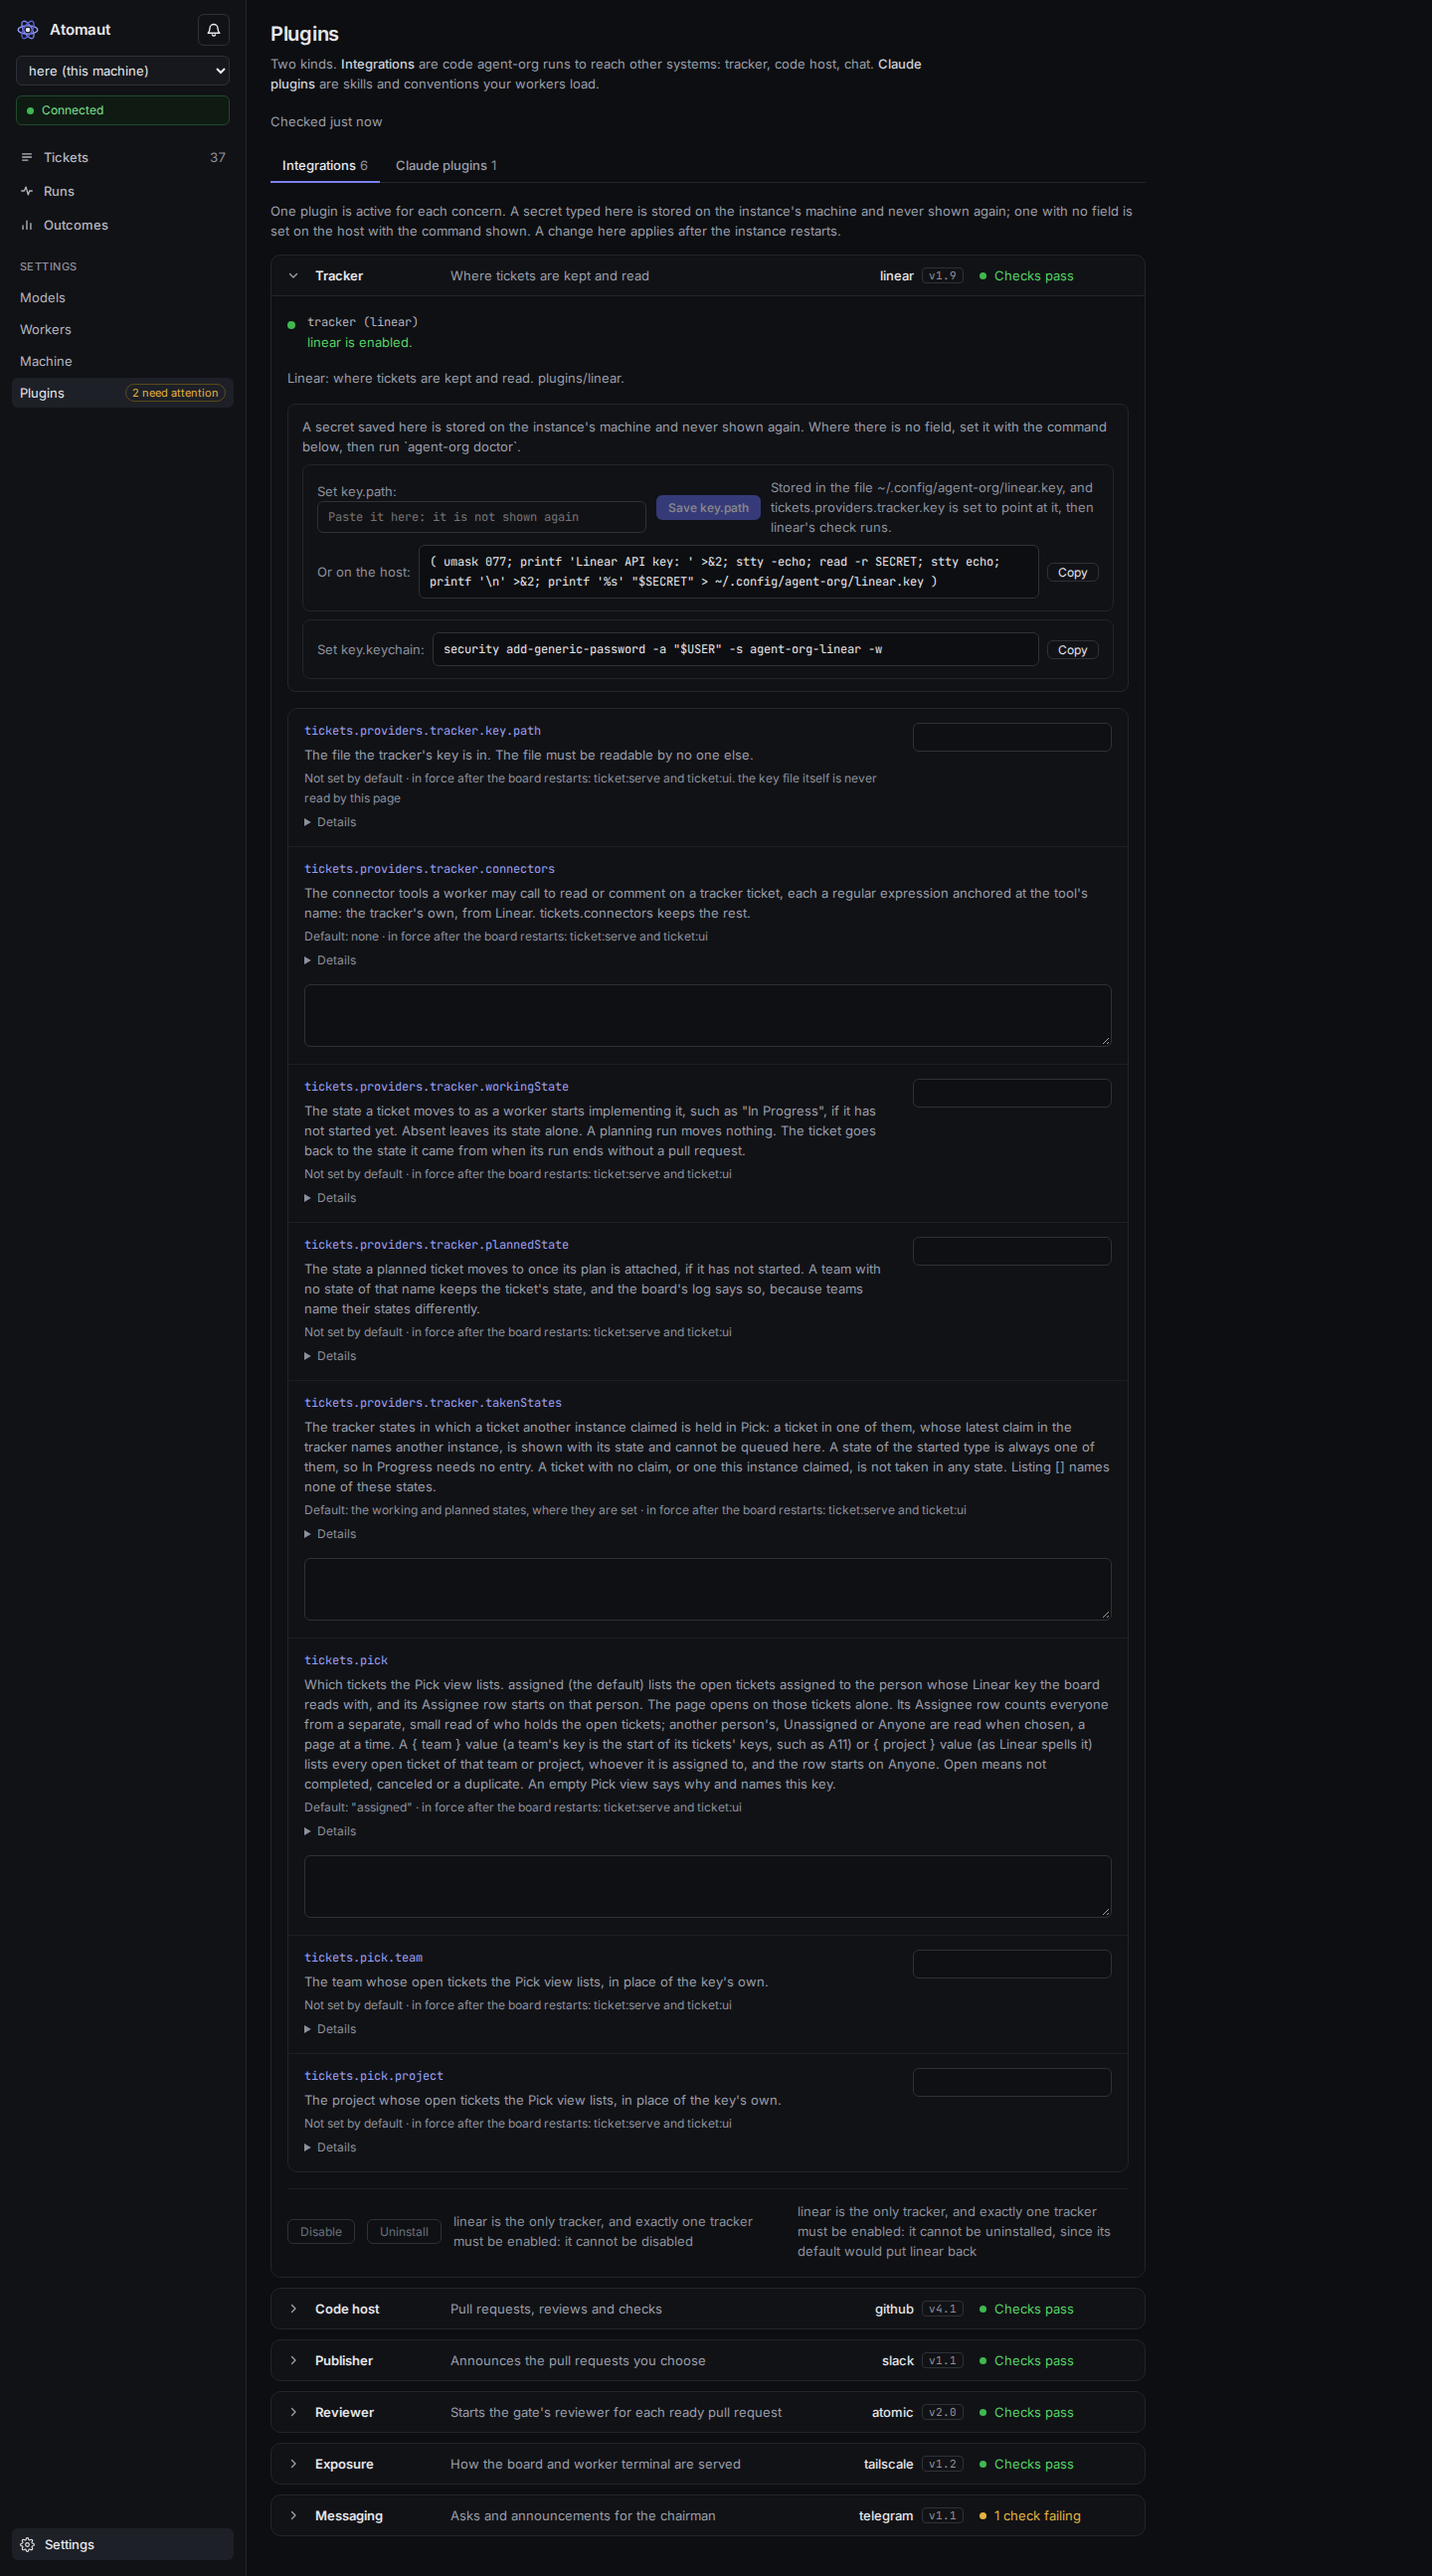 Atomaut
here (this machine)
Connected
Tickets 37
Runs
Outcomes
SETTINGS
Models
Workers
Machine
Plugins 2 need attention
Settings
Plugins
Two kinds. Integrations are code agent-org runs to reach other systems: tracker, code host, chat. Claude
plugins are skills and conventions your workers load.
Checked just now
Integrations 6 Claude plugins 1
One plugin is active for each concern. A secret typed here is stored on the instance's machine and never shown again; one with no field is
set on the host with the command shown. A change here applies after the instance restarts.
Tracker Where tickets are kept and read linear v1.9 Checks pass
tracker (linear)
linear is enabled.
Linear: where tickets are kept and read. plugins/linear.
A secret saved here is stored on the instance's machine and never shown again. Where there is no field, set it with the command
below, then run `agent-org doctor`.
Set key.path:
Paste it here: it is not shown again
Save key.path
Stored in the file ~/.config/agent-org/linear.key, and
tickets.providers.tracker.key is set to point at it, then
linear's check runs.
Or on the host:
( umask 077; printf 'Linear API key: ' >&2; stty -echo; read -r SECRET; stty echo;
printf '\n' >&2; printf '%s' "$SECRET" > ~/.config/agent-org/linear.key )
Copy
Set key.keychain: security add-generic-password -a "$USER" -s agent-org-linear -w Copy
tickets.providers.tracker.key.path
The file the tracker's key is in. The file must be readable by no one else.
Not set by default · in force after the board restarts: ticket:serve and ticket:ui. the key file itself is never
read by this page
Details
tickets.providers.tracker.connectors
The connector tools a worker may call to read or comment on a tracker ticket, each a regular expression anchored at the tool's
name: the tracker's own, from Linear. tickets.connectors keeps the rest.
Default: none · in force after the board restarts: ticket:serve and ticket:ui
Details
tickets.providers.tracker.workingState
The state a ticket moves to as a worker starts implementing it, such as "In Progress", if it has
not started yet. Absent leaves its state alone. A planning run moves nothing. The ticket goes
back to the state it came from when its run ends without a pull request.
Not set by default · in force after the board restarts: ticket:serve and ticket:ui
Details
tickets.providers.tracker.plannedState
The state a planned ticket moves to once its plan is attached, if it has not started. A team with
no state of that name keeps the ticket's state, and the board's log says so, because teams
name their states differently.
Not set by default · in force after the board restarts: ticket:serve and ticket:ui
Details
tickets.providers.tracker.takenStates
The tracker states in which a ticket another instance claimed is held in Pick: a ticket in one of them, whose latest claim in the
tracker names another instance, is shown with its state and cannot be queued here. A state of the started type is always one of
them, so In Progress needs no entry. A ticket with no claim, or one this instance claimed, is not taken in any state. Listing [] names
none of these states.
Default: the working and planned states, where they are set · in force after the board restarts: ticket:serve and ticket:ui
Details
tickets.pick
Which tickets the Pick view lists. assigned (the default) lists the open tickets assigned to the person whose Linear key the board
reads with, and its Assignee row starts on that person. The page opens on those tickets alone. Its Assignee row counts everyone
from a separate, small read of who holds the open tickets; another person's, Unassigned or Anyone are read when chosen, a
page at a time. A { team } value (a team's key is the start of its tickets' keys, such as A11) or { project } value (as Linear spells it)
lists every open ticket of that team or project, whoever it is assigned to, and the row starts on Anyone. Open means not
completed, canceled or a duplicate. An empty Pick view says why and names this key.
Default: "assigned" · in force after the board restarts: ticket:serve and ticket:ui
Details
tickets.pick.team
The team whose open tickets the Pick view lists, in place of the key's own.
Not set by default · in force after the board restarts: ticket:serve and ticket:ui
Details
tickets.pick.project
The project whose open tickets the Pick view lists, in place of the key's own.
Not set by default · in force after the board restarts: ticket:serve and ticket:ui
Details
Disable Uninstall
linear is the only tracker, and exactly one tracker
must be enabled: it cannot be disabled
linear is the only tracker, and exactly one tracker
must be enabled: it cannot be uninstalled, since its
default would put linear back
Code host Pull requests, reviews and checks github v4.1 Checks pass
Publisher Announces the pull requests you choose slack v1.1 Checks pass
Reviewer Starts the gate's reviewer for each ready pull request atomic v2.0 Checks pass
Exposure How the board and worker terminal are served tailscale v1.2 Checks pass
Messaging Asks and announcements for the chairman telegram v1.1 1 check failing